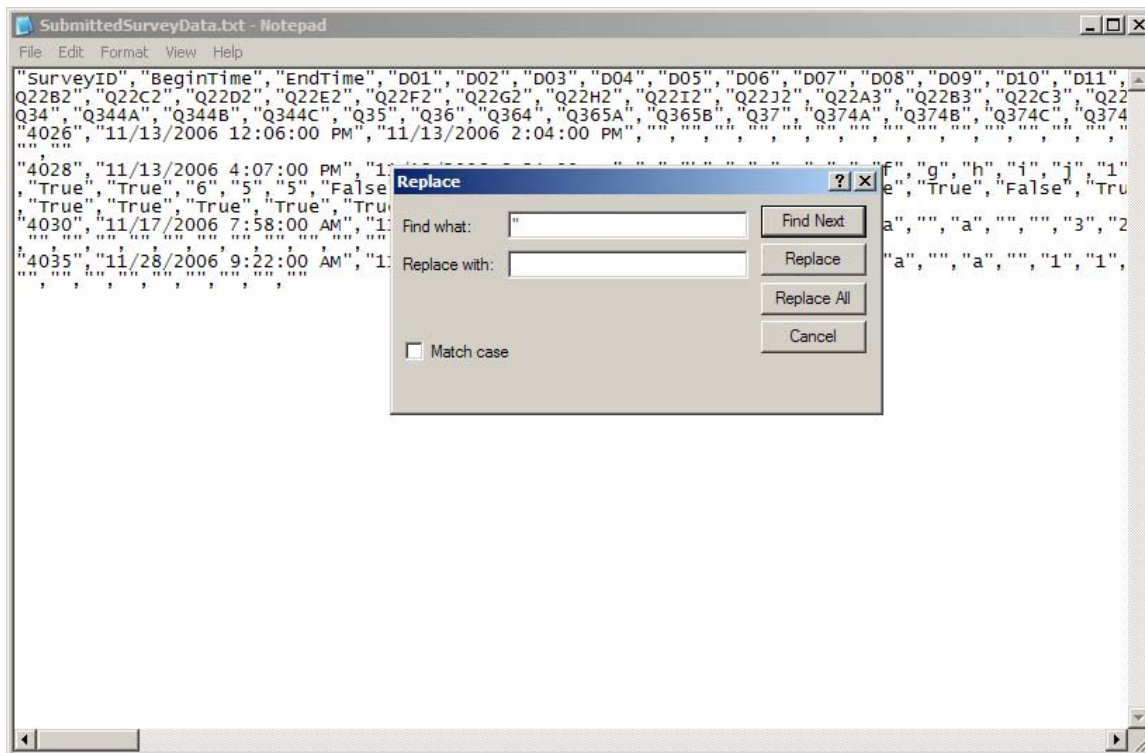 SubmittedSurveyData.txt - Notepad
File Edit Format View Help
"SurveyID","BeginTime","EndTime","D01","D02","D03","D04","D05","D06","D07","D08","D09","D10","D11",
Q22B2","Q22C2","Q22D2","Q22E2","Q22F2","Q22G2","Q22H2","Q22I2","Q22J2","Q22A3","Q22B3","Q22C3","Q22
Q34","Q344A","Q344B","Q344C","Q35","Q36","Q364","Q365A","Q365B","Q37","Q374A","Q374B","Q374C","Q374
"4026","11/13/2006 12:06:00 PM","11/13/2006 2:04:00 PM","","","","","","","","","","","","","","
"",""
"4028","11/13/2006 4:07:00 PM","11 f","g","h","i","j","1"
,"True","True","6","5","5","False e","True","False","Tru
,"True","True","True","True","Tru
"4030","11/17/2006 7:58:00 AM","11 a","","a","","","3","2
,"","","","","","","","","","",""
"4035","11/28/2006 9:22:00 AM","11 "a","","a","","1","1",
"","","","","","","","",""
Replace
Find what: "
Find Next
Replace with:
Replace
Replace All
Cancel
Match case